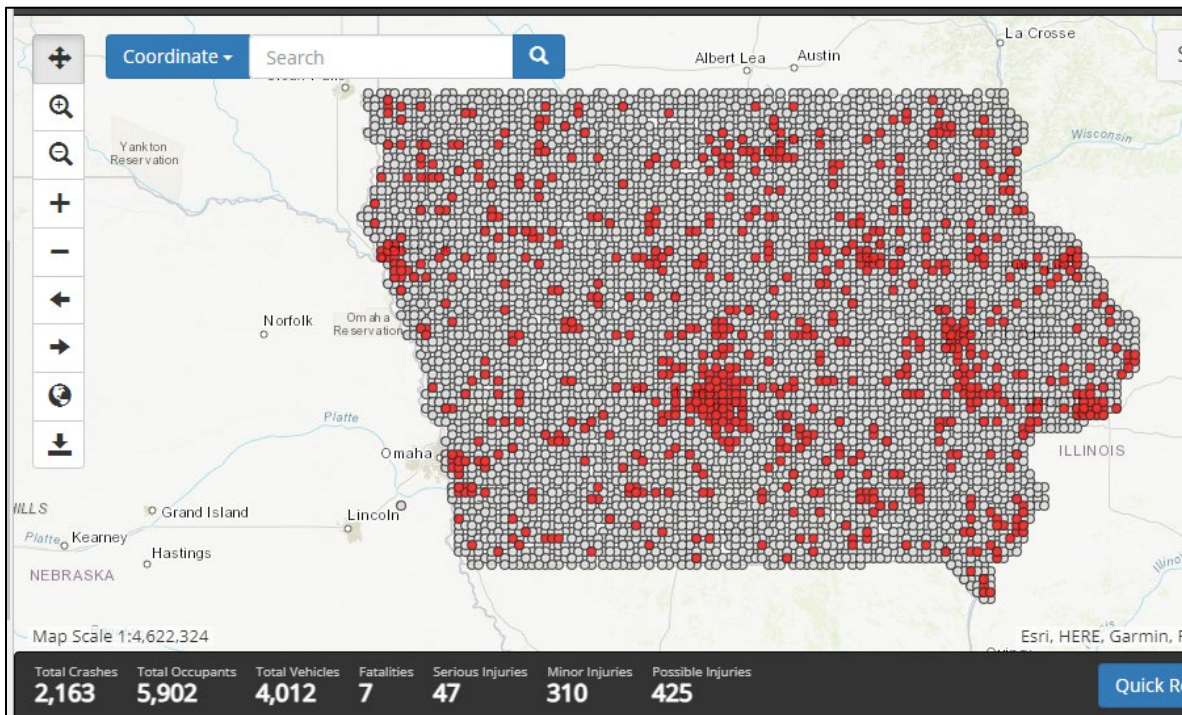 La Crosse
Coordinate
Search
Albert Lea
Austin
Yankton
Reservation
Wisconsin
Norfolk
Omaha
Reservation
Platte
Omaha
ILLINOIS
Grand Island
Lincoln
Platte
Kearney
Hastings
NEBRASKA
Map Scale 1:4,622,324
Esri, HERE, Garmin,
Total Crashes Total Occupants Total Vehicles Fatalities Serious Injuries Minor Injuries Possible Injuries
2,163 5,902 4,012 7 47 310 425
Quick